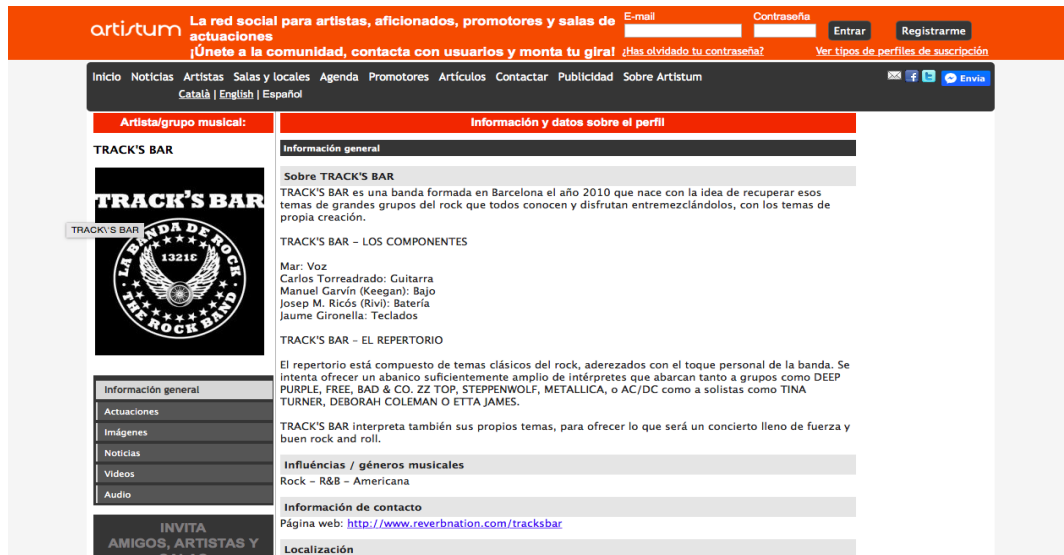 artistum
La red social para artistas, aficionados, promotores y salas de
actuaciones
¡Únete a la comunidad, contacta con usuarios y monta tu gira!
E-mail
Contraseña
Entrar
Registrarme
¿Has olvidado tu contraseña?
Ver tipos de perfiles de suscripción
Inicio Noticias Artistas Salas y locales Agenda Promotores Artículos Contactar Publicidad Sobre Artistum
Català | English | Español
Envia
Artista/grupo musical:
TRACK'S BAR
TRACK'S BAR
TRACK\'S BAR
LA BANDA DE ROCK
1321E
THE ROCK BAND
Información general
Actuaciones
Imágenes
Noticias
Videos
Audio
INVITA
AMIGOS, ARTISTAS Y
Información y datos sobre el perfil
Información general
Sobre TRACK'S BAR
TRACK'S BAR es una banda formada en Barcelona el año 2010 que nace con la idea de recuperar esos
temas de grandes grupos del rock que todos conocen y disfrutan entremezclándolos, con los temas de
propia creación.
TRACK'S BAR – LOS COMPONENTES
Mar: Voz
Carlos Torreadrado: Guitarra
Manuel Garvín (Keegan): Bajo
Josep M. Ricós (Rivi): Batería
Jaume Gironella: Teclados
TRACK'S BAR – EL REPERTORIO
El repertorio está compuesto de temas clásicos del rock, aderezados con el toque personal de la banda. Se
intenta ofrecer un abanico suficientemente amplio de intérpretes que abarcan tanto a grupos como DEEP
PURPLE, FREE, BAD & CO. ZZ TOP, STEPPENWOLF, METALLICA, o AC/DC como a solistas como TINA
TURNER, DEBORAH COLEMAN O ETTA JAMES.
TRACK'S BAR interpreta también sus propios temas, para ofrecer lo que será un concierto lleno de fuerza y
buen rock and roll.
Influéncias / géneros musicales
Rock – R&B – Americana
Información de contacto
Página web: http://www.reverbnation.com/tracksbar
Localización